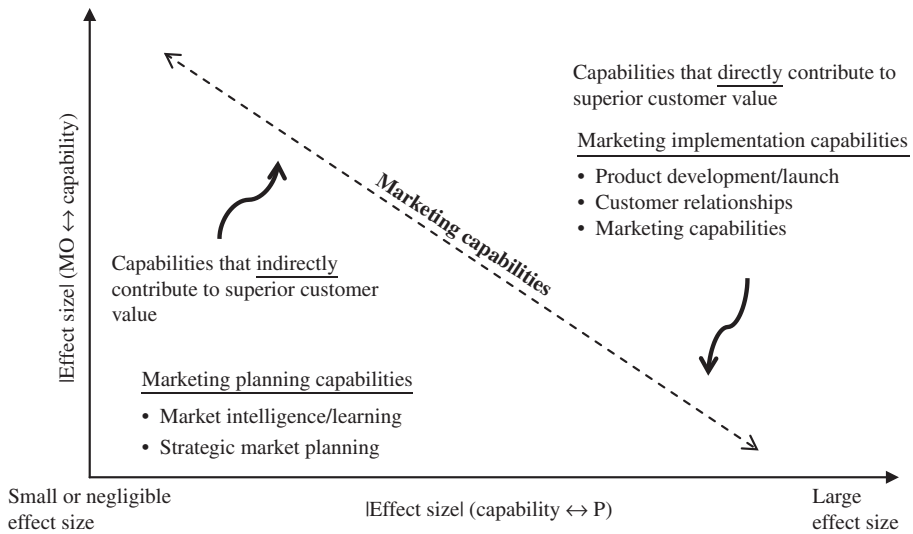 Capabilities that directly contribute to
superior customer value
Marketing implementation capabilities
• Product development/launch
• Customer relationships
• Marketing capabilities
|Effect size| (MO ↔ capability)
Marketing capabilities
Capabilities that indirectly
contribute to superior customer
value
Marketing planning capabilities
• Market intelligence/learning
• Strategic market planning
Small or negligible
effect size
|Effect size| (capability ↔ P)
Large
effect size